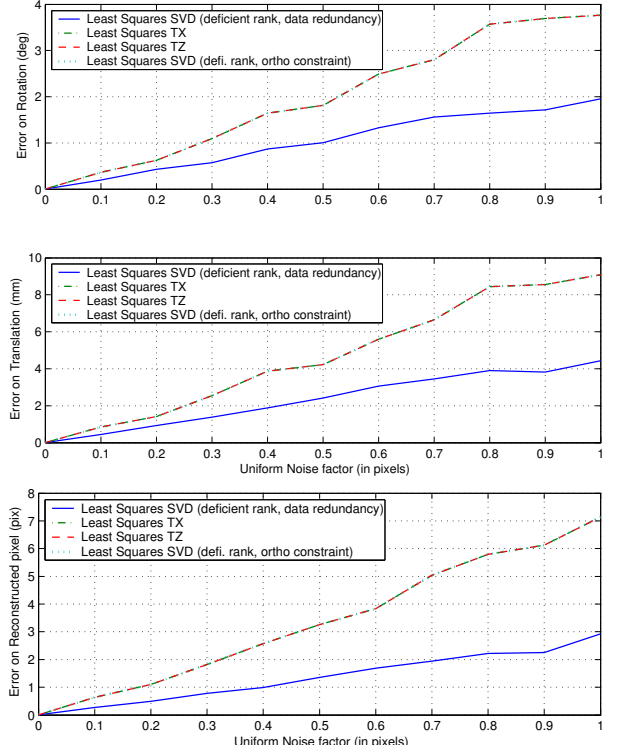 4
3
2
1
0
Error on Rotation (deg)
Least Squares SVD (deficient rank, data redundancy)
Least Squares TX
Least Squares TZ
Least Squares SVD (defi. rank, ortho constraint)
0 0.1 0.2 0.3 0.4 0.5 0.6 0.7 0.8 0.9 1
10
8
6
4
2
0
Error on Translation (mm)
Least Squares SVD (deficient rank, data redundancy)
Least Squares TX
Least Squares TZ
Least Squares SVD (defi. rank, ortho constraint)
0 0.1 0.2 0.3 0.4 0.5 0.6 0.7 0.8 0.9 1
Uniform Noise factor (in pixels)
8
7
6
5
4
3
2
1
0
Error on Reconstructed pixel (pix)
Least Squares SVD (deficient rank, data redundancy)
Least Squares TX
Least Squares TZ
Least Squares SVD (defi. rank, ortho constraint)
0 0.1 0.2 0.3 0.4 0.5 0.6 0.7 0.8 0.9 1
Uniform Noise factor (in pixels)